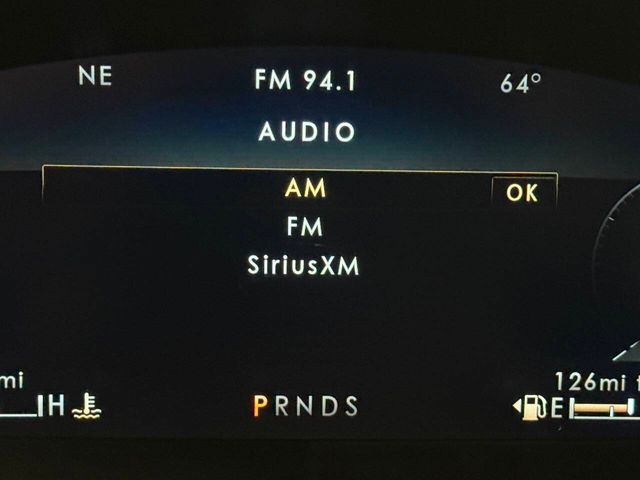 NE FM 94.1 64°
AUDIO
AM OK
FM
SiriusXM
mi 126mi
H PRNDS E